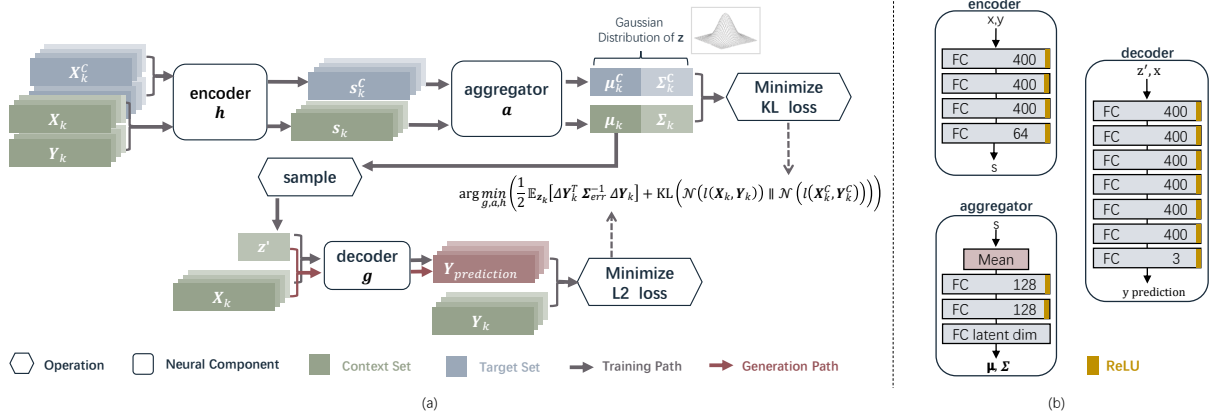 Gaussian
Distribution of z
X_k^C
X_k
Y_k
encoder
h
s_k^C
s_k
aggregator
a
μ_k^C Σ_k^C
μ_k Σ_k
Minimize
KL loss
sample
arg min_{g,a,h} (1/2 𝔼_{z_k}[ΔY_k^T Σ_err^{-1} ΔY_k] + KL(𝒩(l(X_k, Y_k)) ∥ 𝒩(l(X_k^C, Y_k^C))))
z'
X_k
decoder
g
Y_prediction
Y_k
Minimize
L2 loss
Operation
Neural Component
Context Set
Target Set
Training Path
Generation Path
(a)
encoder
x,y
FC 400
FC 400
FC 400
FC 64
s
aggregator
s
Mean
FC 128
FC 128
FC latent dim
μ, Σ
decoder
z', x
FC 400
FC 400
FC 400
FC 400
FC 400
FC 400
FC 3
y prediction
ReLU
(b)